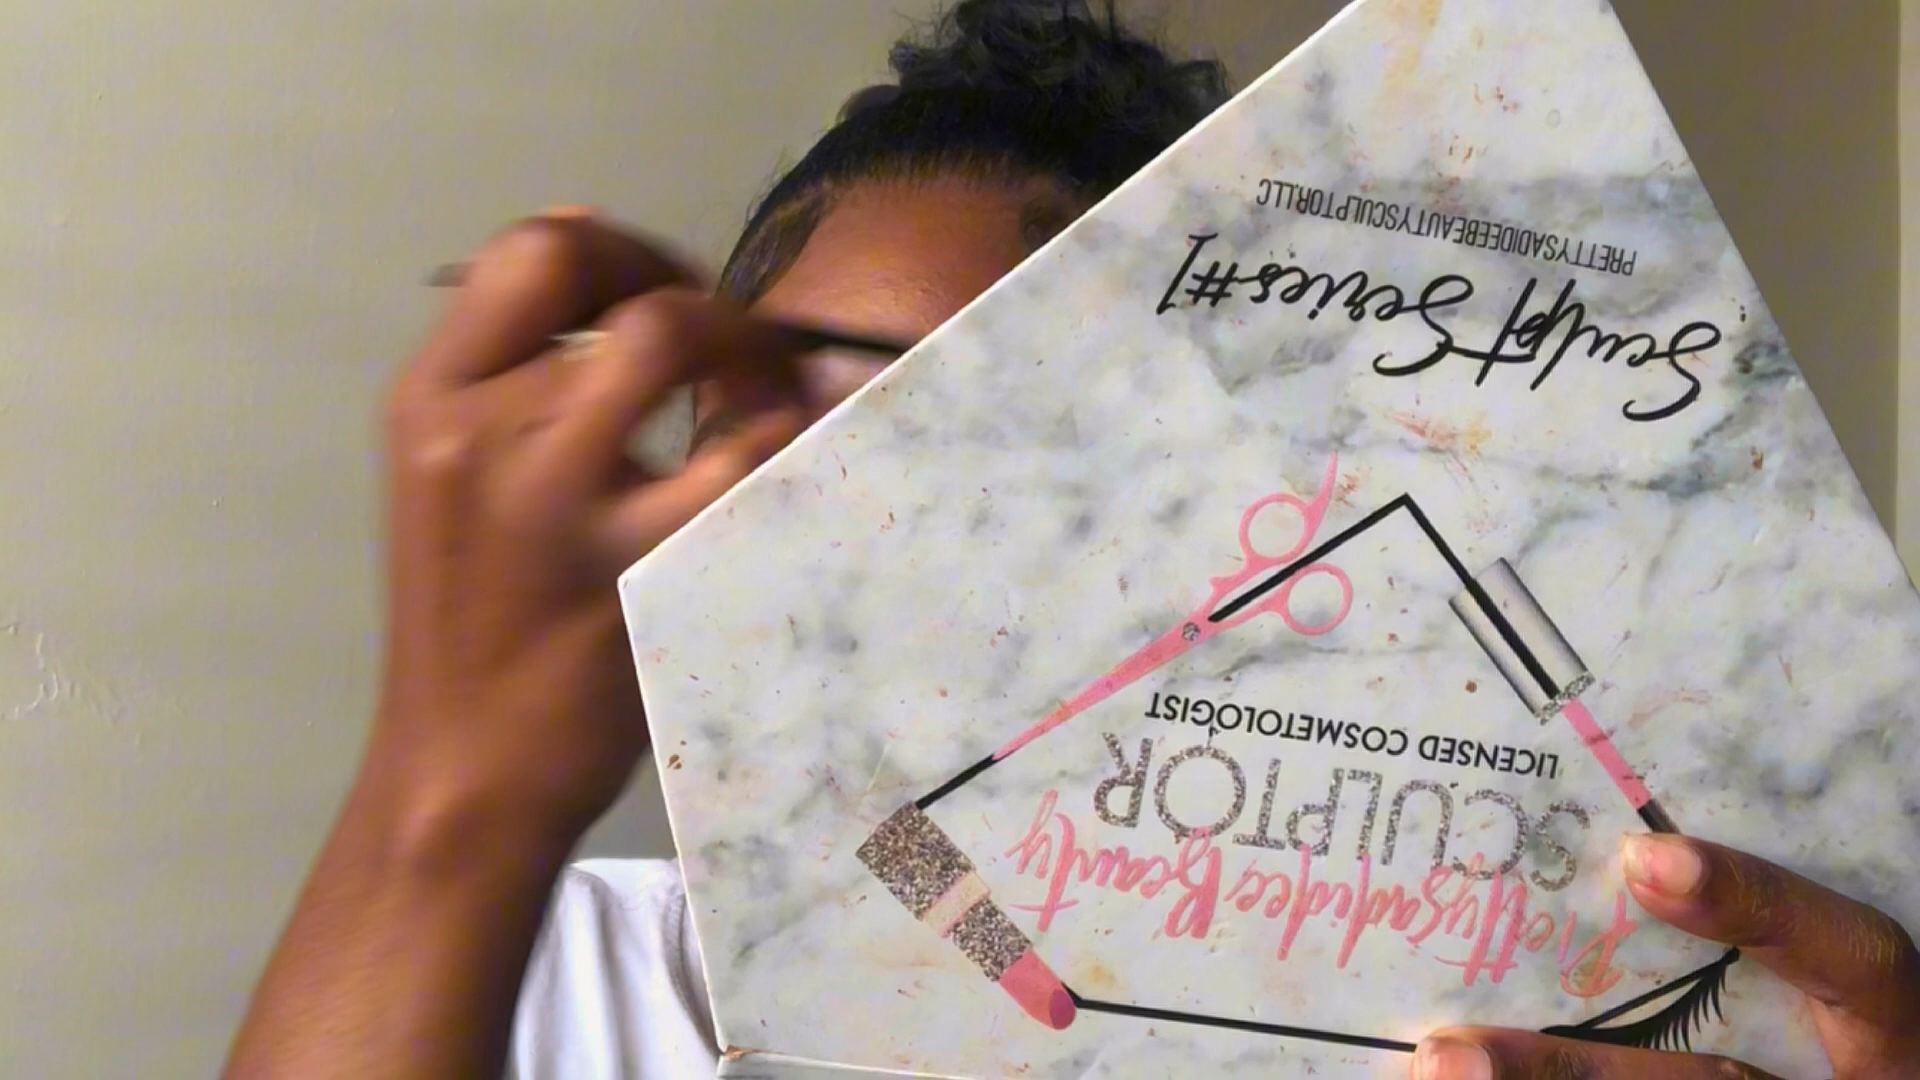 Prettysadidee Beauty
SCULPTOR
LICENSED COSMETOLOGIST
Sculpt Series #1
PRETTYSADIDEEBEAUTYSCULPTOR.LLC